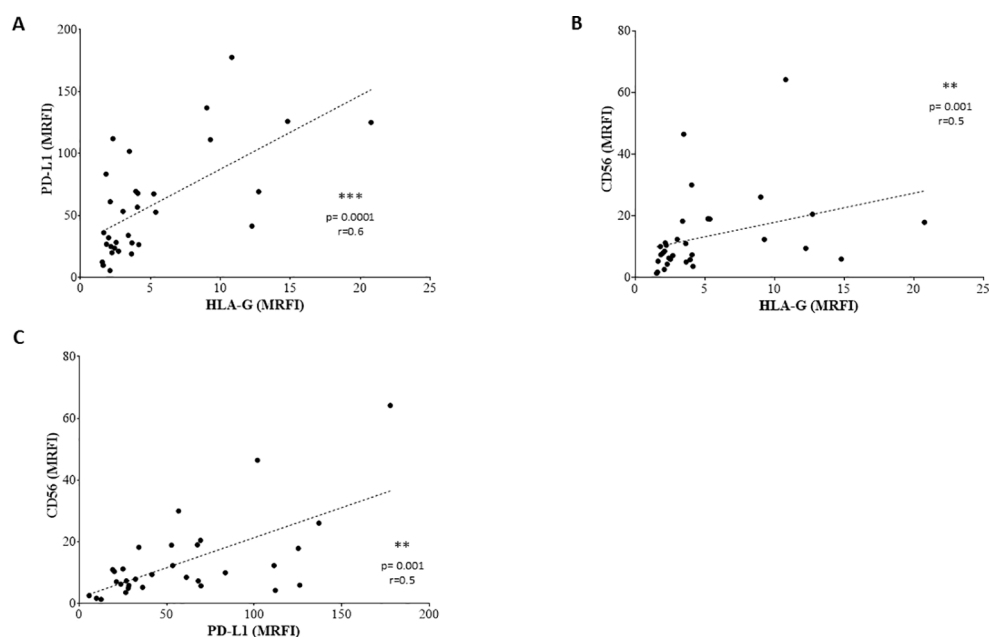 A
200
150
100
50
0
PD-L1 (MRFI)
***
p= 0.0001
r=0.6
0 5 10 15 20 25
HLA-G (MRFI)
B
80
60
40
20
0
CD56 (MRFI)
**
p= 0.001
r=0.5
0 5 10 15 20 25
HLA-G (MRFI)
C
80
60
40
20
0
CD56 (MRFI)
**
p= 0.001
r=0.5
0 50 100 150 200
PD-L1 (MRFI)